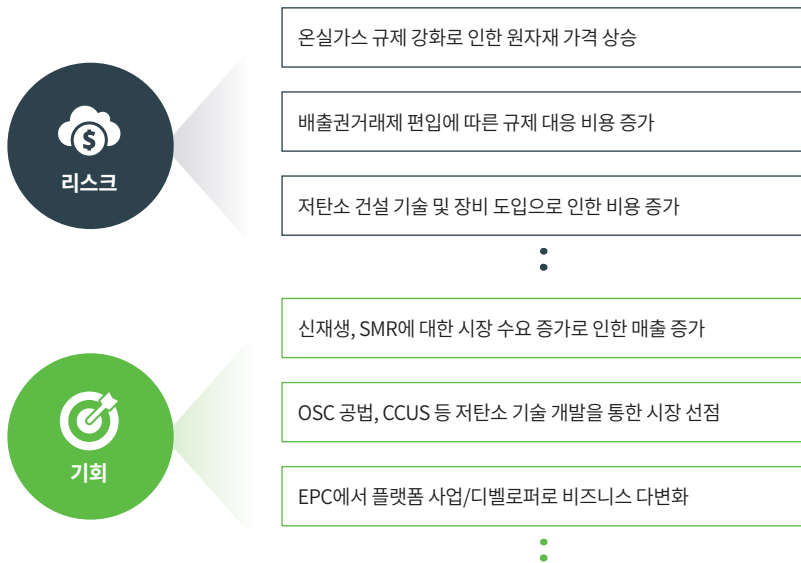 온실가스 규제 강화로 인한 원자재 가격 상승
$
리스크
배출권거래제 편입에 따른 규제 대응 비용 증가
저탄소 건설 기술 및 장비 도입으로 인한 비용 증가
신재생, SMR에 대한 시장 수요 증가로 인한 매출 증가
기회
OSC 공법, CCUS 등 저탄소 기술 개발을 통한 시장 선점
EPC에서 플랫폼 사업/디벨로퍼로 비즈니스 다변화